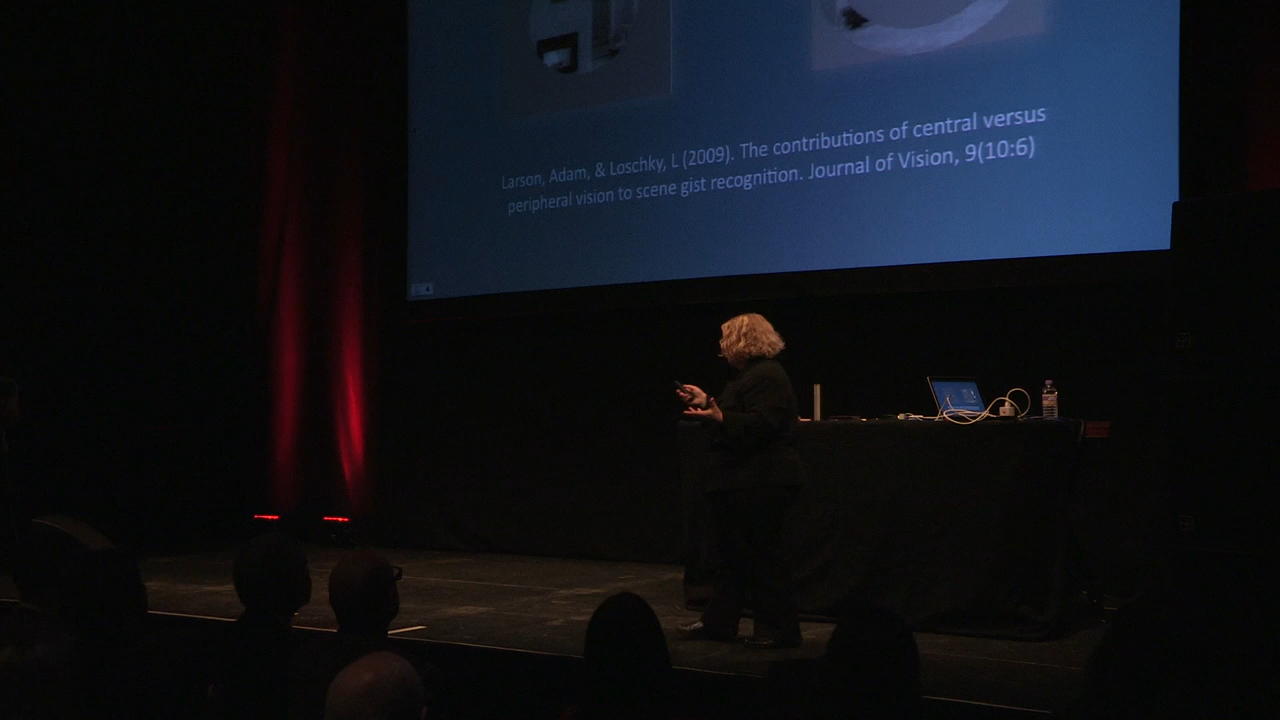 Larson, Adam, & Loschky, L (2009). The contributions of central versus
peripheral vision to scene gist recognition. Journal of Vision, 9(10:6)